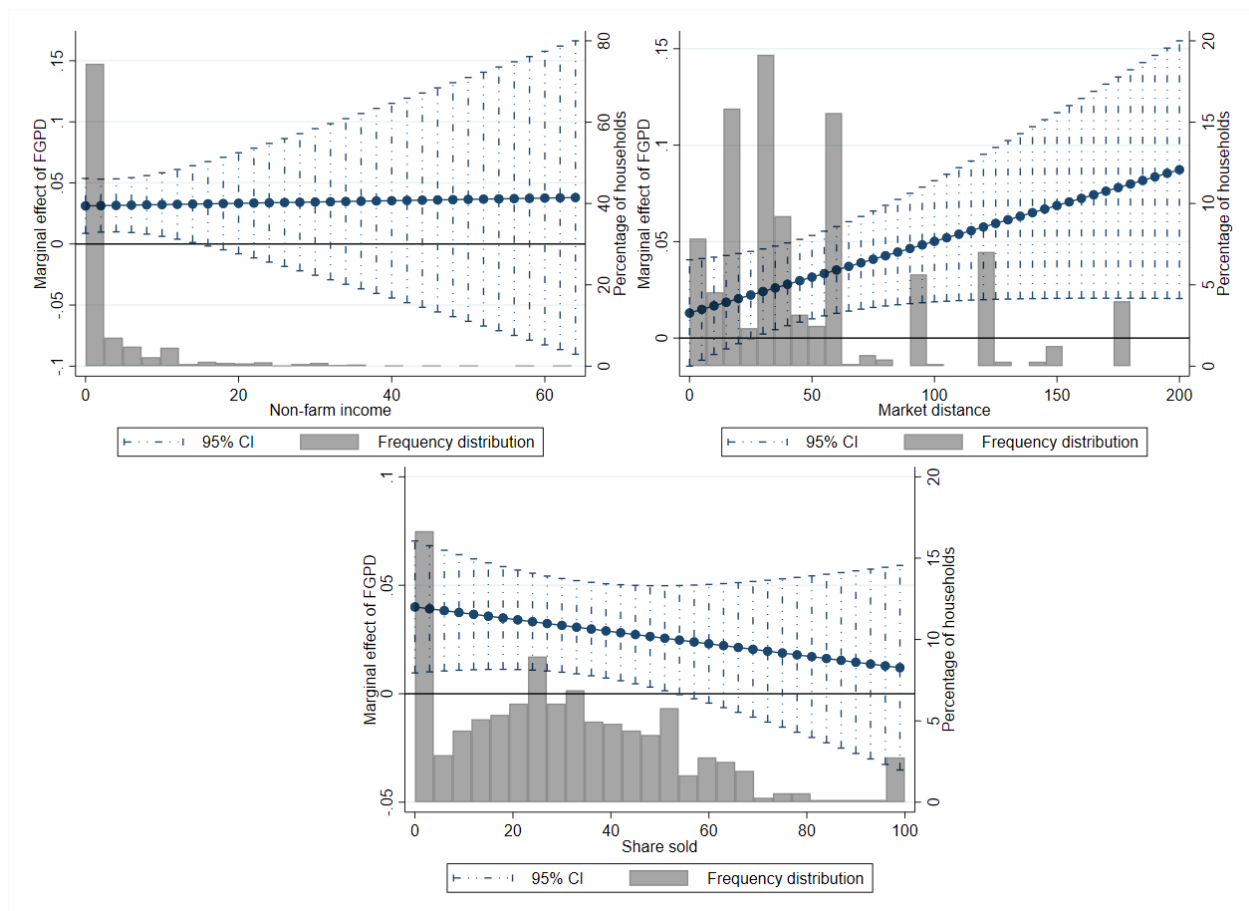 Marginal effect of FGPD
.15
.1
.05
0
-.05
-.1
80
60
40
20
0
Percentage of households
0 20 40 60
Non-farm income
95% CI Frequency distribution
Marginal effect of FGPD
.15
.1
.05
0
20
15
10
5
0
Percentage of households
0 50 100 150 200
Market distance
95% CI Frequency distribution
Marginal effect of FGPD
.1
.05
0
-.05
20
15
10
5
0
Percentage of households
0 20 40 60 80 100
Share sold
95% CI Frequency distribution